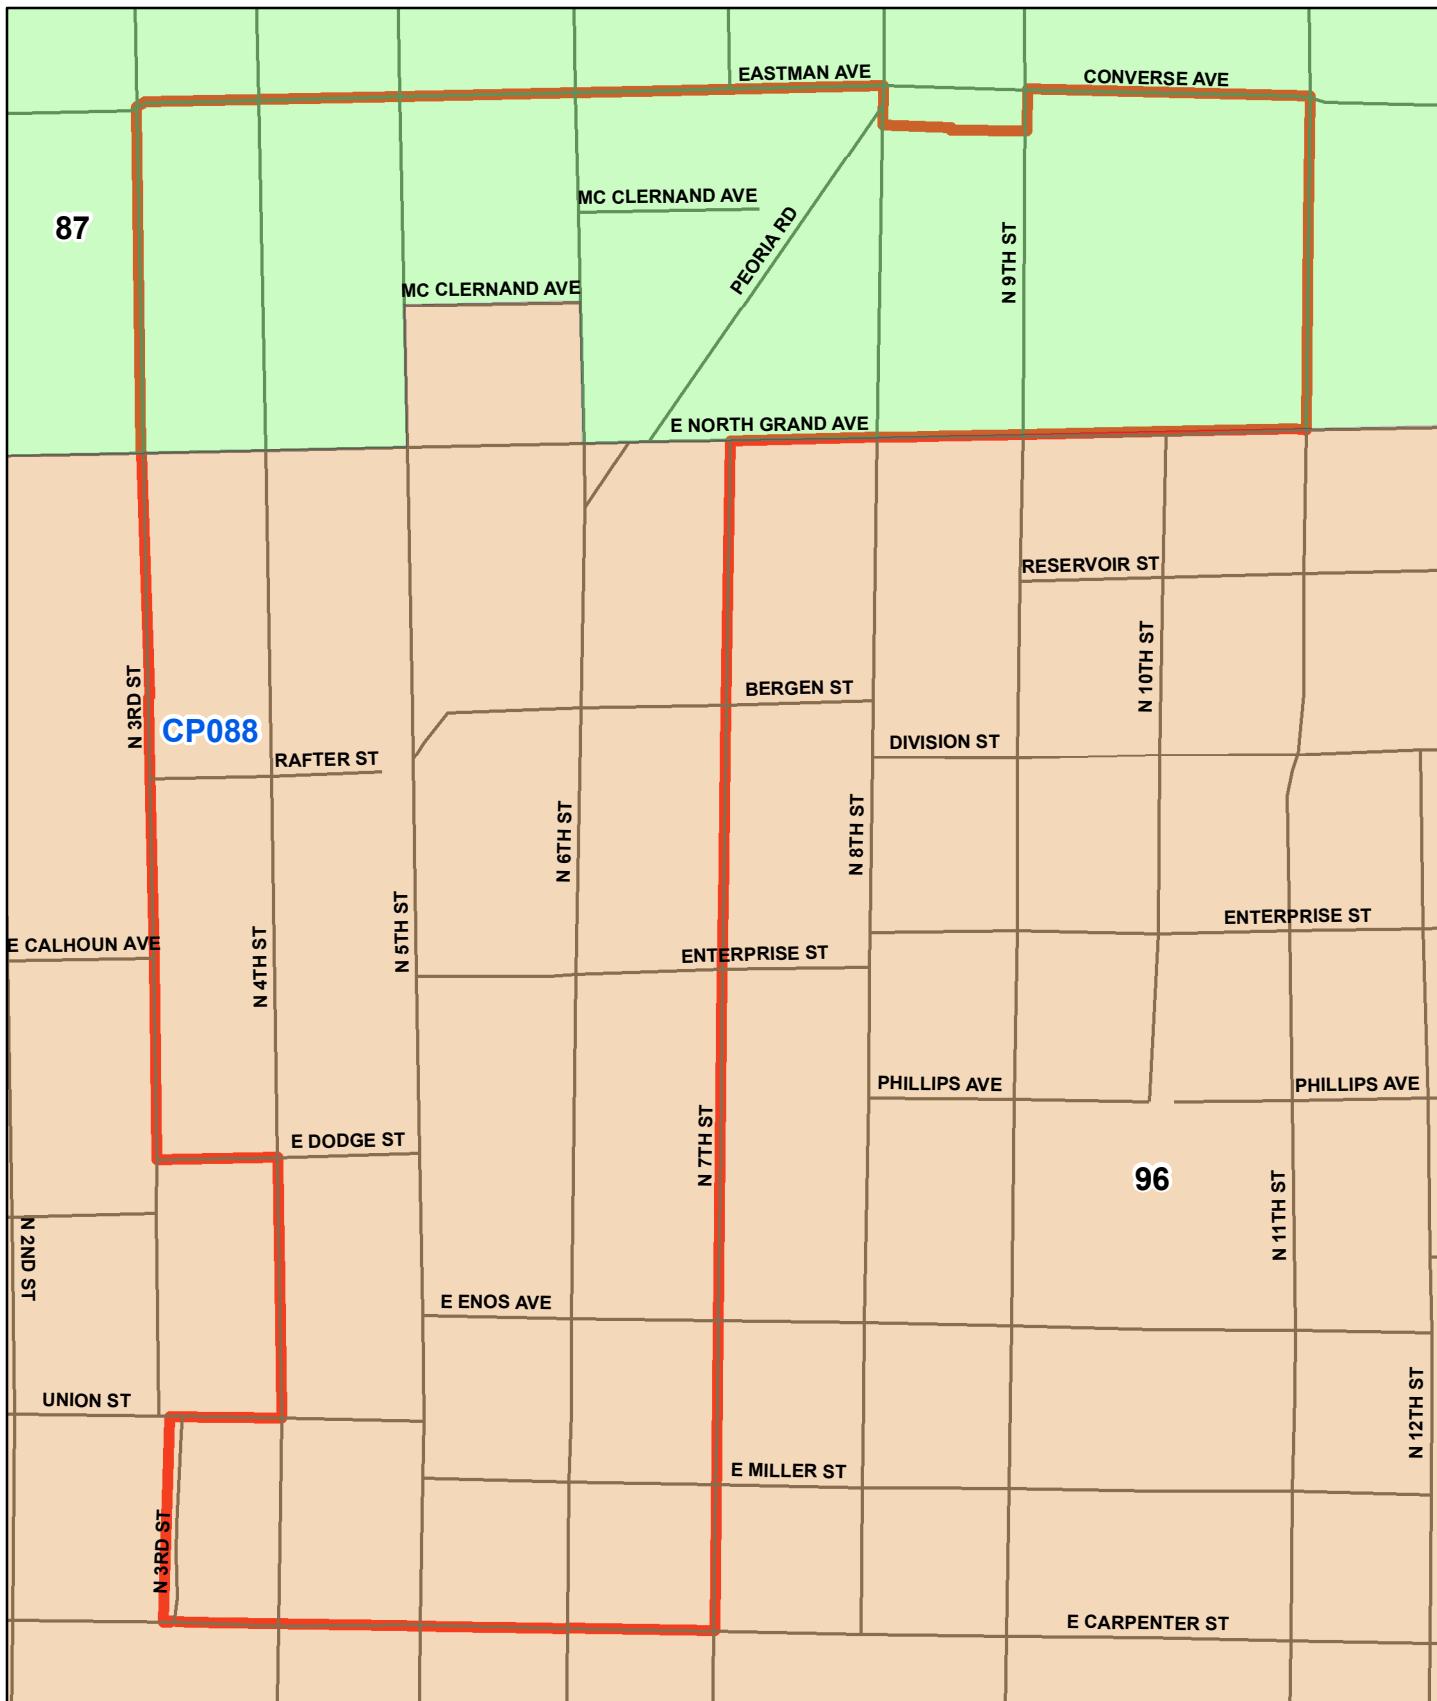 EASTMAN AVE
CONVERSE AVE
MC CLERNAND AVE
87
PEORIA RD
N 9TH ST
MC CLERNAND AVE
E NORTH GRAND AVE
RESERVOIR ST
N 10TH ST
N 3RD ST
BERGEN ST
CP088
DIVISION ST
RAFTER ST
N 6TH ST
N 8TH ST
ENTERPRISE ST
N 5TH ST
E CALHOUN AVE
N 4TH ST
ENTERPRISE ST
PHILLIPS AVE
PHILLIPS AVE
E DODGE ST
N 7TH ST
96
N 11TH ST
N 2ND ST
E ENOS AVE
UNION ST
N 12TH ST
E MILLER ST
N 3RD ST
E CARPENTER ST